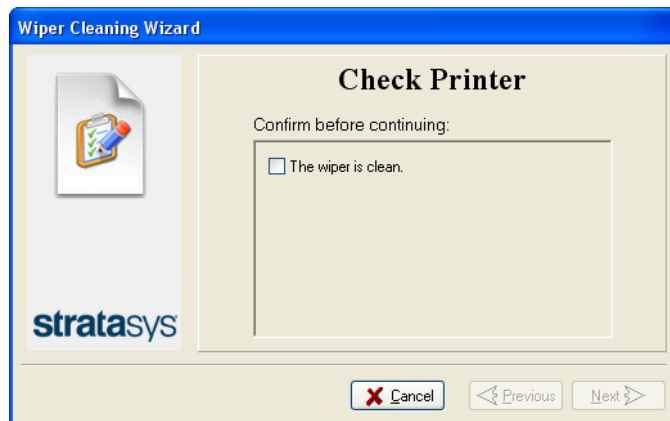 Wiper Cleaning Wizard
Check Printer
Confirm before continuing:
The wiper is clean.
stratasys
Cancel
Previous
Next